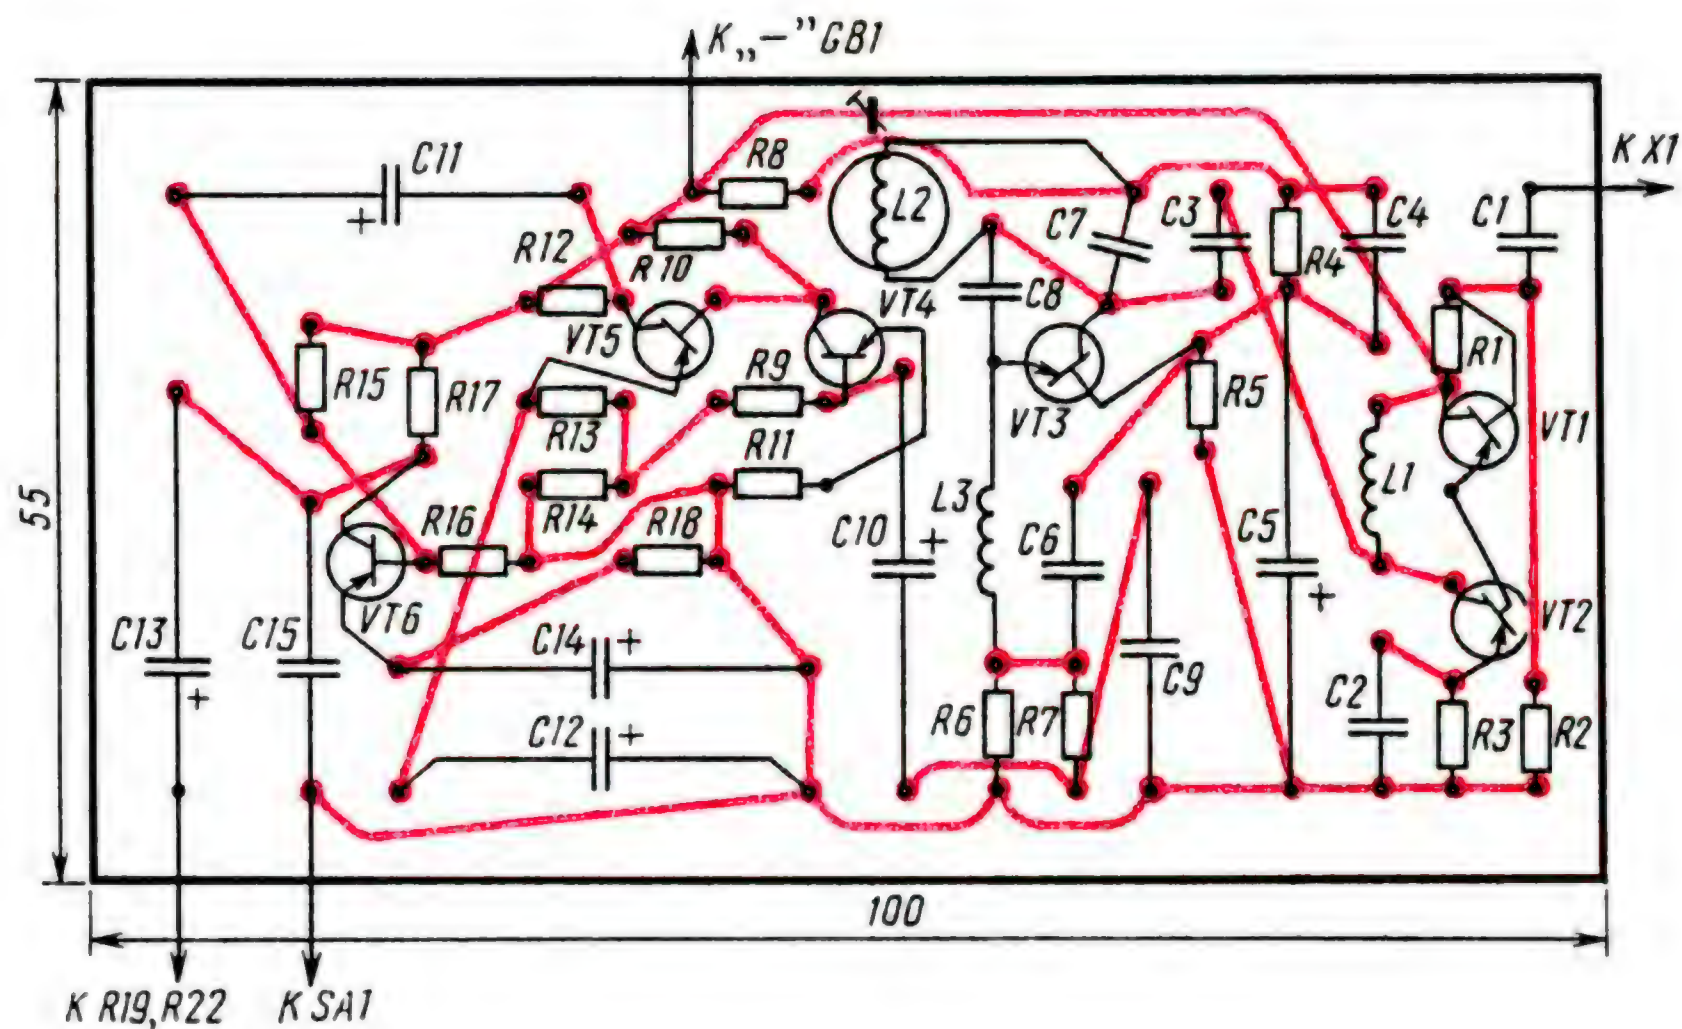 К „–” GB1
К X1
C11
R8
L2
C7
C3
C4
C1
R12
R10
R4
VT4
C8
VT5
R15
R17
R9
R1
R5
VT3
R13
R11
VT1
55
L3
L1
R16
R14
R18
C10
C6
C5
VT6
VT2
C13
C15
C14
C9
C2
R6
R7
R3
R2
C12
100
К R19, R22
К SA1